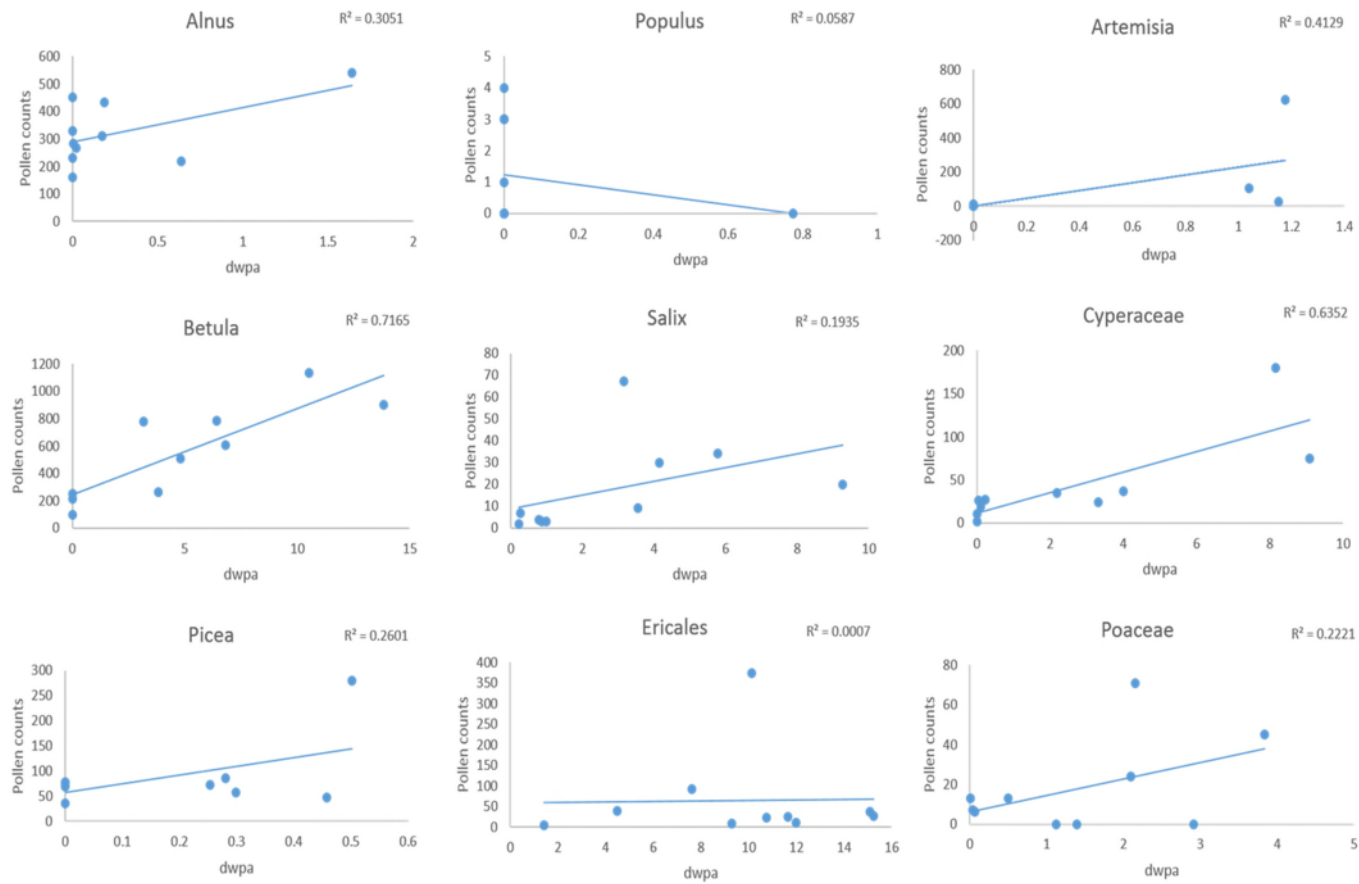 Alnus
R² = 0.3051
Pollen counts
600
500
400
300
200
100
0
0 0.5 1 1.5 2
dwpa
Populus
R² = 0.0587
Pollen counts
5
4
3
2
1
0
0 0.2 0.4 0.6 0.8 1
dwpa
Artemisia
R² = 0.4129
Pollen counts
800
600
400
200
0
-200
0 0.2 0.4 0.6 0.8 1 1.2 1.4
dwpa
Betula
R² = 0.7165
Pollen counts
1200
1000
800
600
400
200
0
0 5 10 15
dwpa
Salix
R² = 0.1935
Pollen counts
80
70
60
50
40
30
20
10
0
0 2 4 6 8 10
dwpa
Cyperaceae
R² = 0.6352
Pollen counts
200
150
100
50
0
0 2 4 6 8 10
dwpa
Picea
R² = 0.2601
Pollen counts
300
250
200
150
100
50
0
0 0.1 0.2 0.3 0.4 0.5 0.6
dwpa
Ericales
R² = 0.0007
Pollen counts
400
350
300
250
200
150
100
50
0
0 2 4 6 8 10 12 14 16
dwpa
Poaceae
R² = 0.2221
Pollen counts
80
60
40
20
0
0 1 2 3 4 5
dwpa